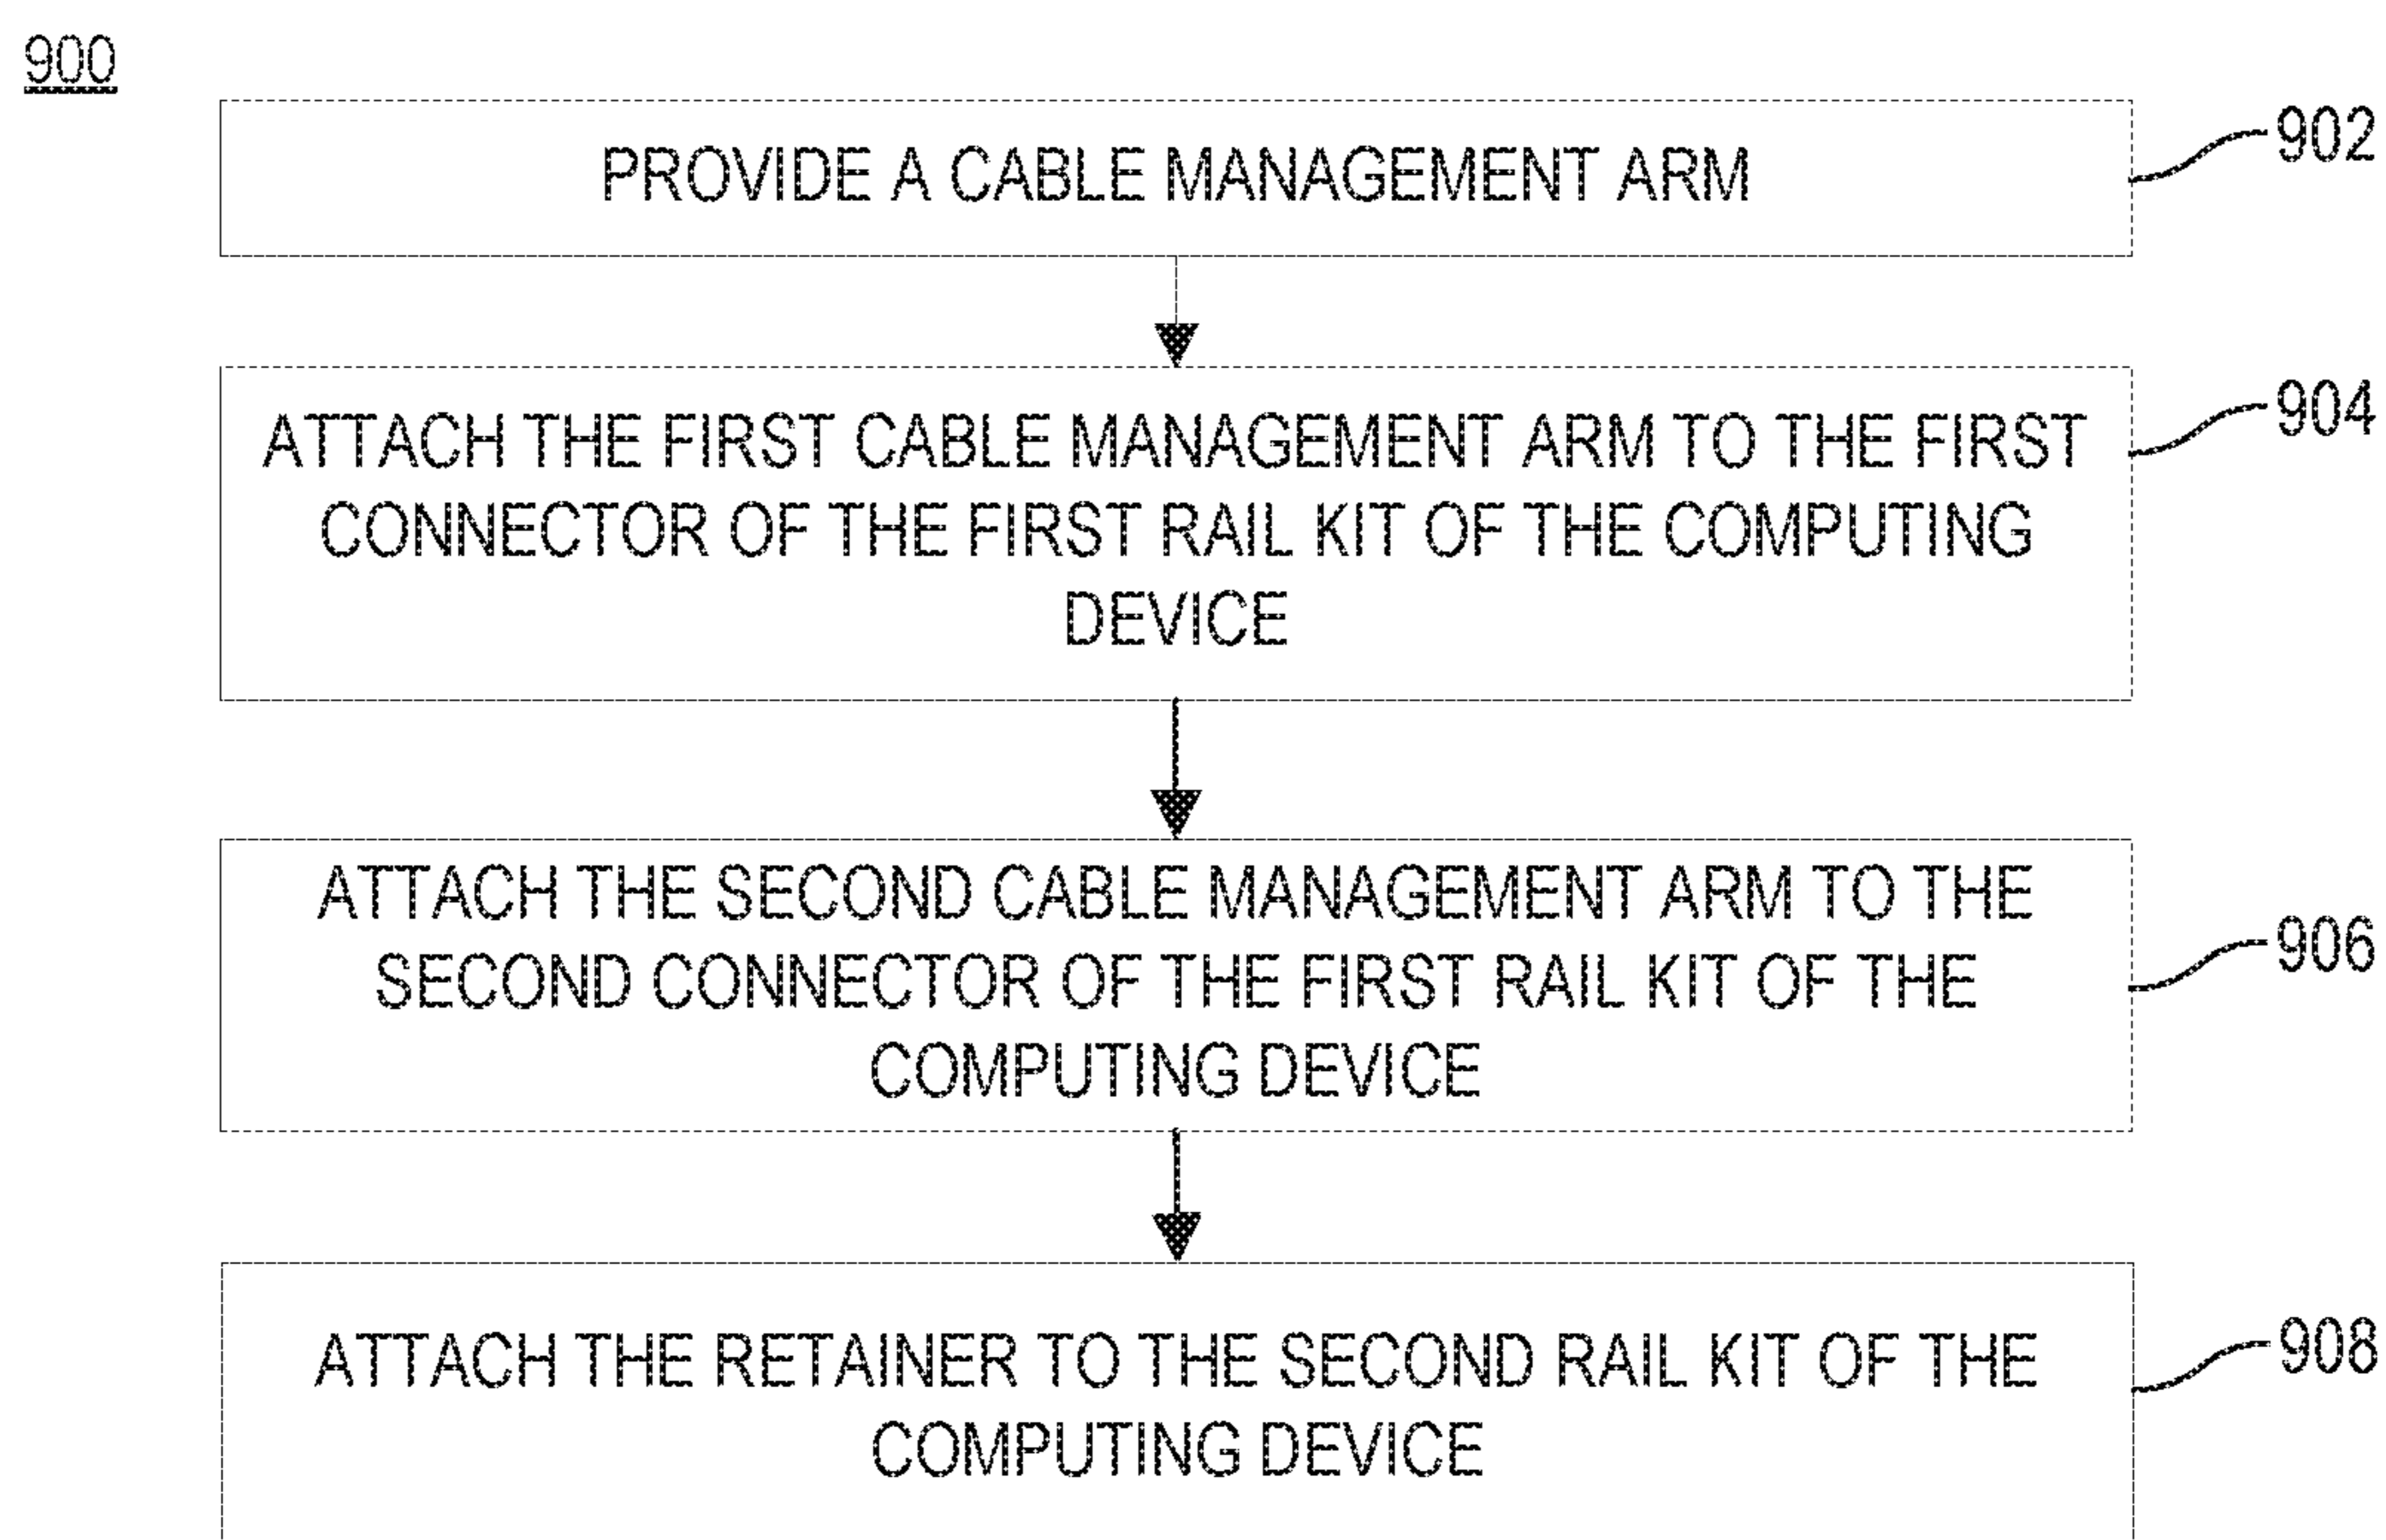 900
PROVIDE A CABLE MANAGEMENT ARM
902
ATTACH THE FIRST CABLE MANAGEMENT ARM TO THE FIRST
CONNECTOR OF THE FIRST RAIL KIT OF THE COMPUTING
DEVICE
904
ATTACH THE SECOND CABLE MANAGEMENT ARM TO THE
SECOND CONNECTOR OF THE FIRST RAIL KIT OF THE
COMPUTING DEVICE
906
ATTACH THE RETAINER TO THE SECOND RAIL KIT OF THE
COMPUTING DEVICE
908